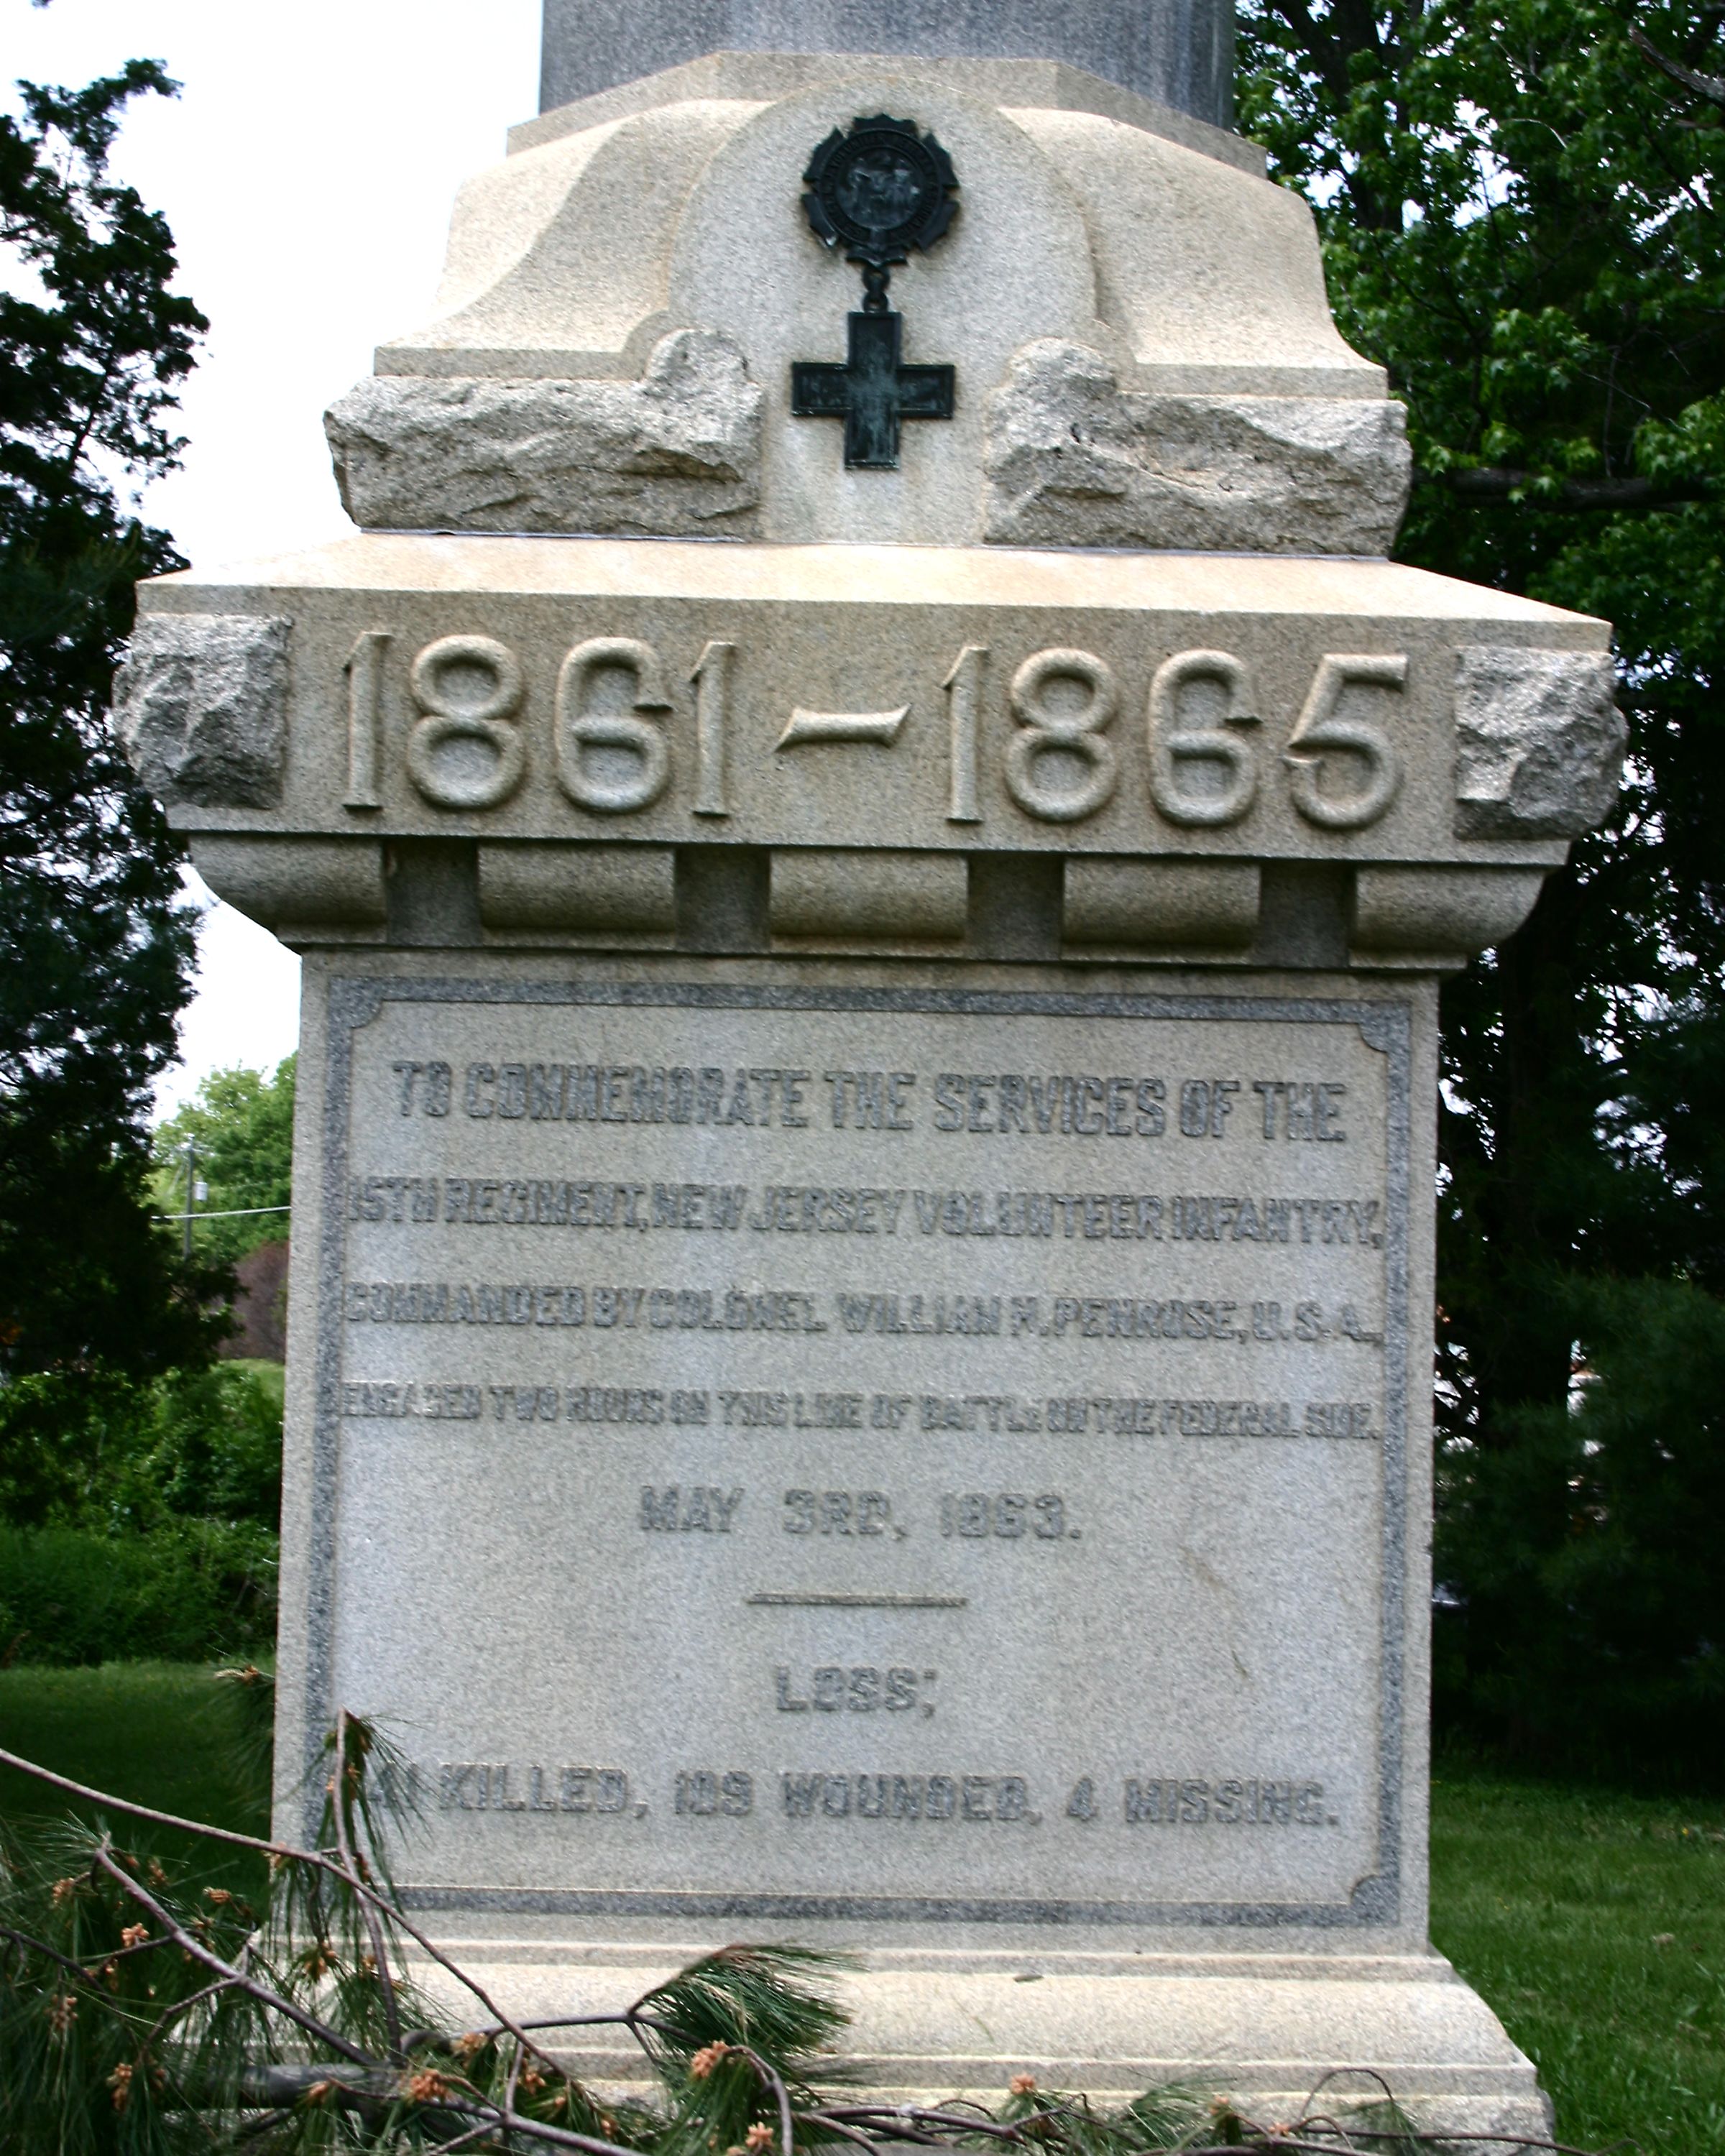 1861–1865
TO COMMEMORATE THE SERVICES OF THE
15TH REGIMENT, NEW JERSEY VOLUNTEER INFANTRY,
COMMANDED BY COLONEL WILLIAM H. PENROSE, U.S.A.,
ENGAGED TWO HOURS ON THIS LINE OF BATTLE ON THE FEDERAL SIDE.
MAY 3RD, 1863.
LOSS;
KILLED, 109 WOUNDED, 4 MISSING.